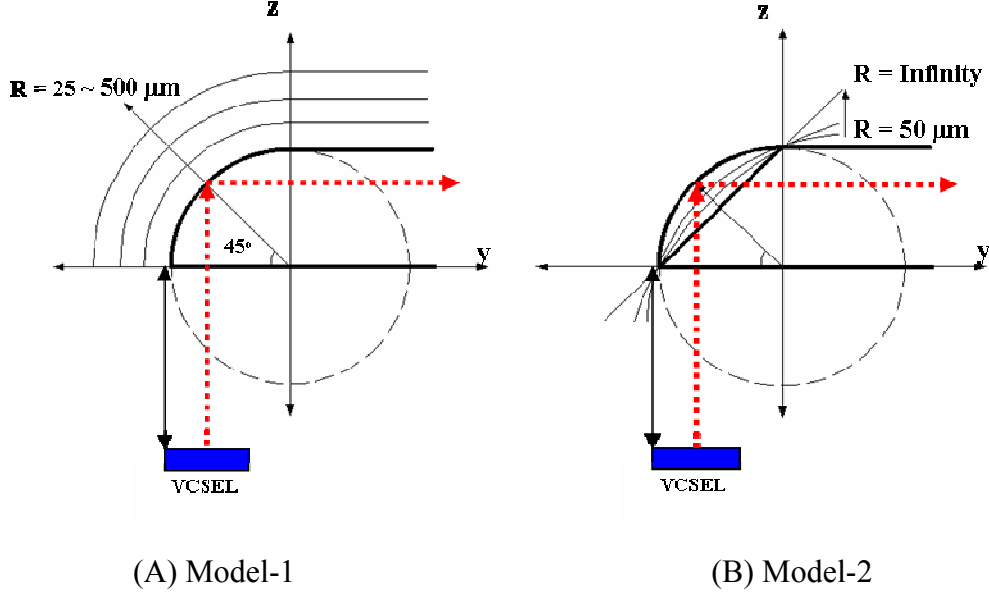 z
R = 25 ~ 500 µm
45°
y
VCSEL
(A) Model-1
z
R = Infinity
R = 50 µm
y
VCSEL
(B) Model-2